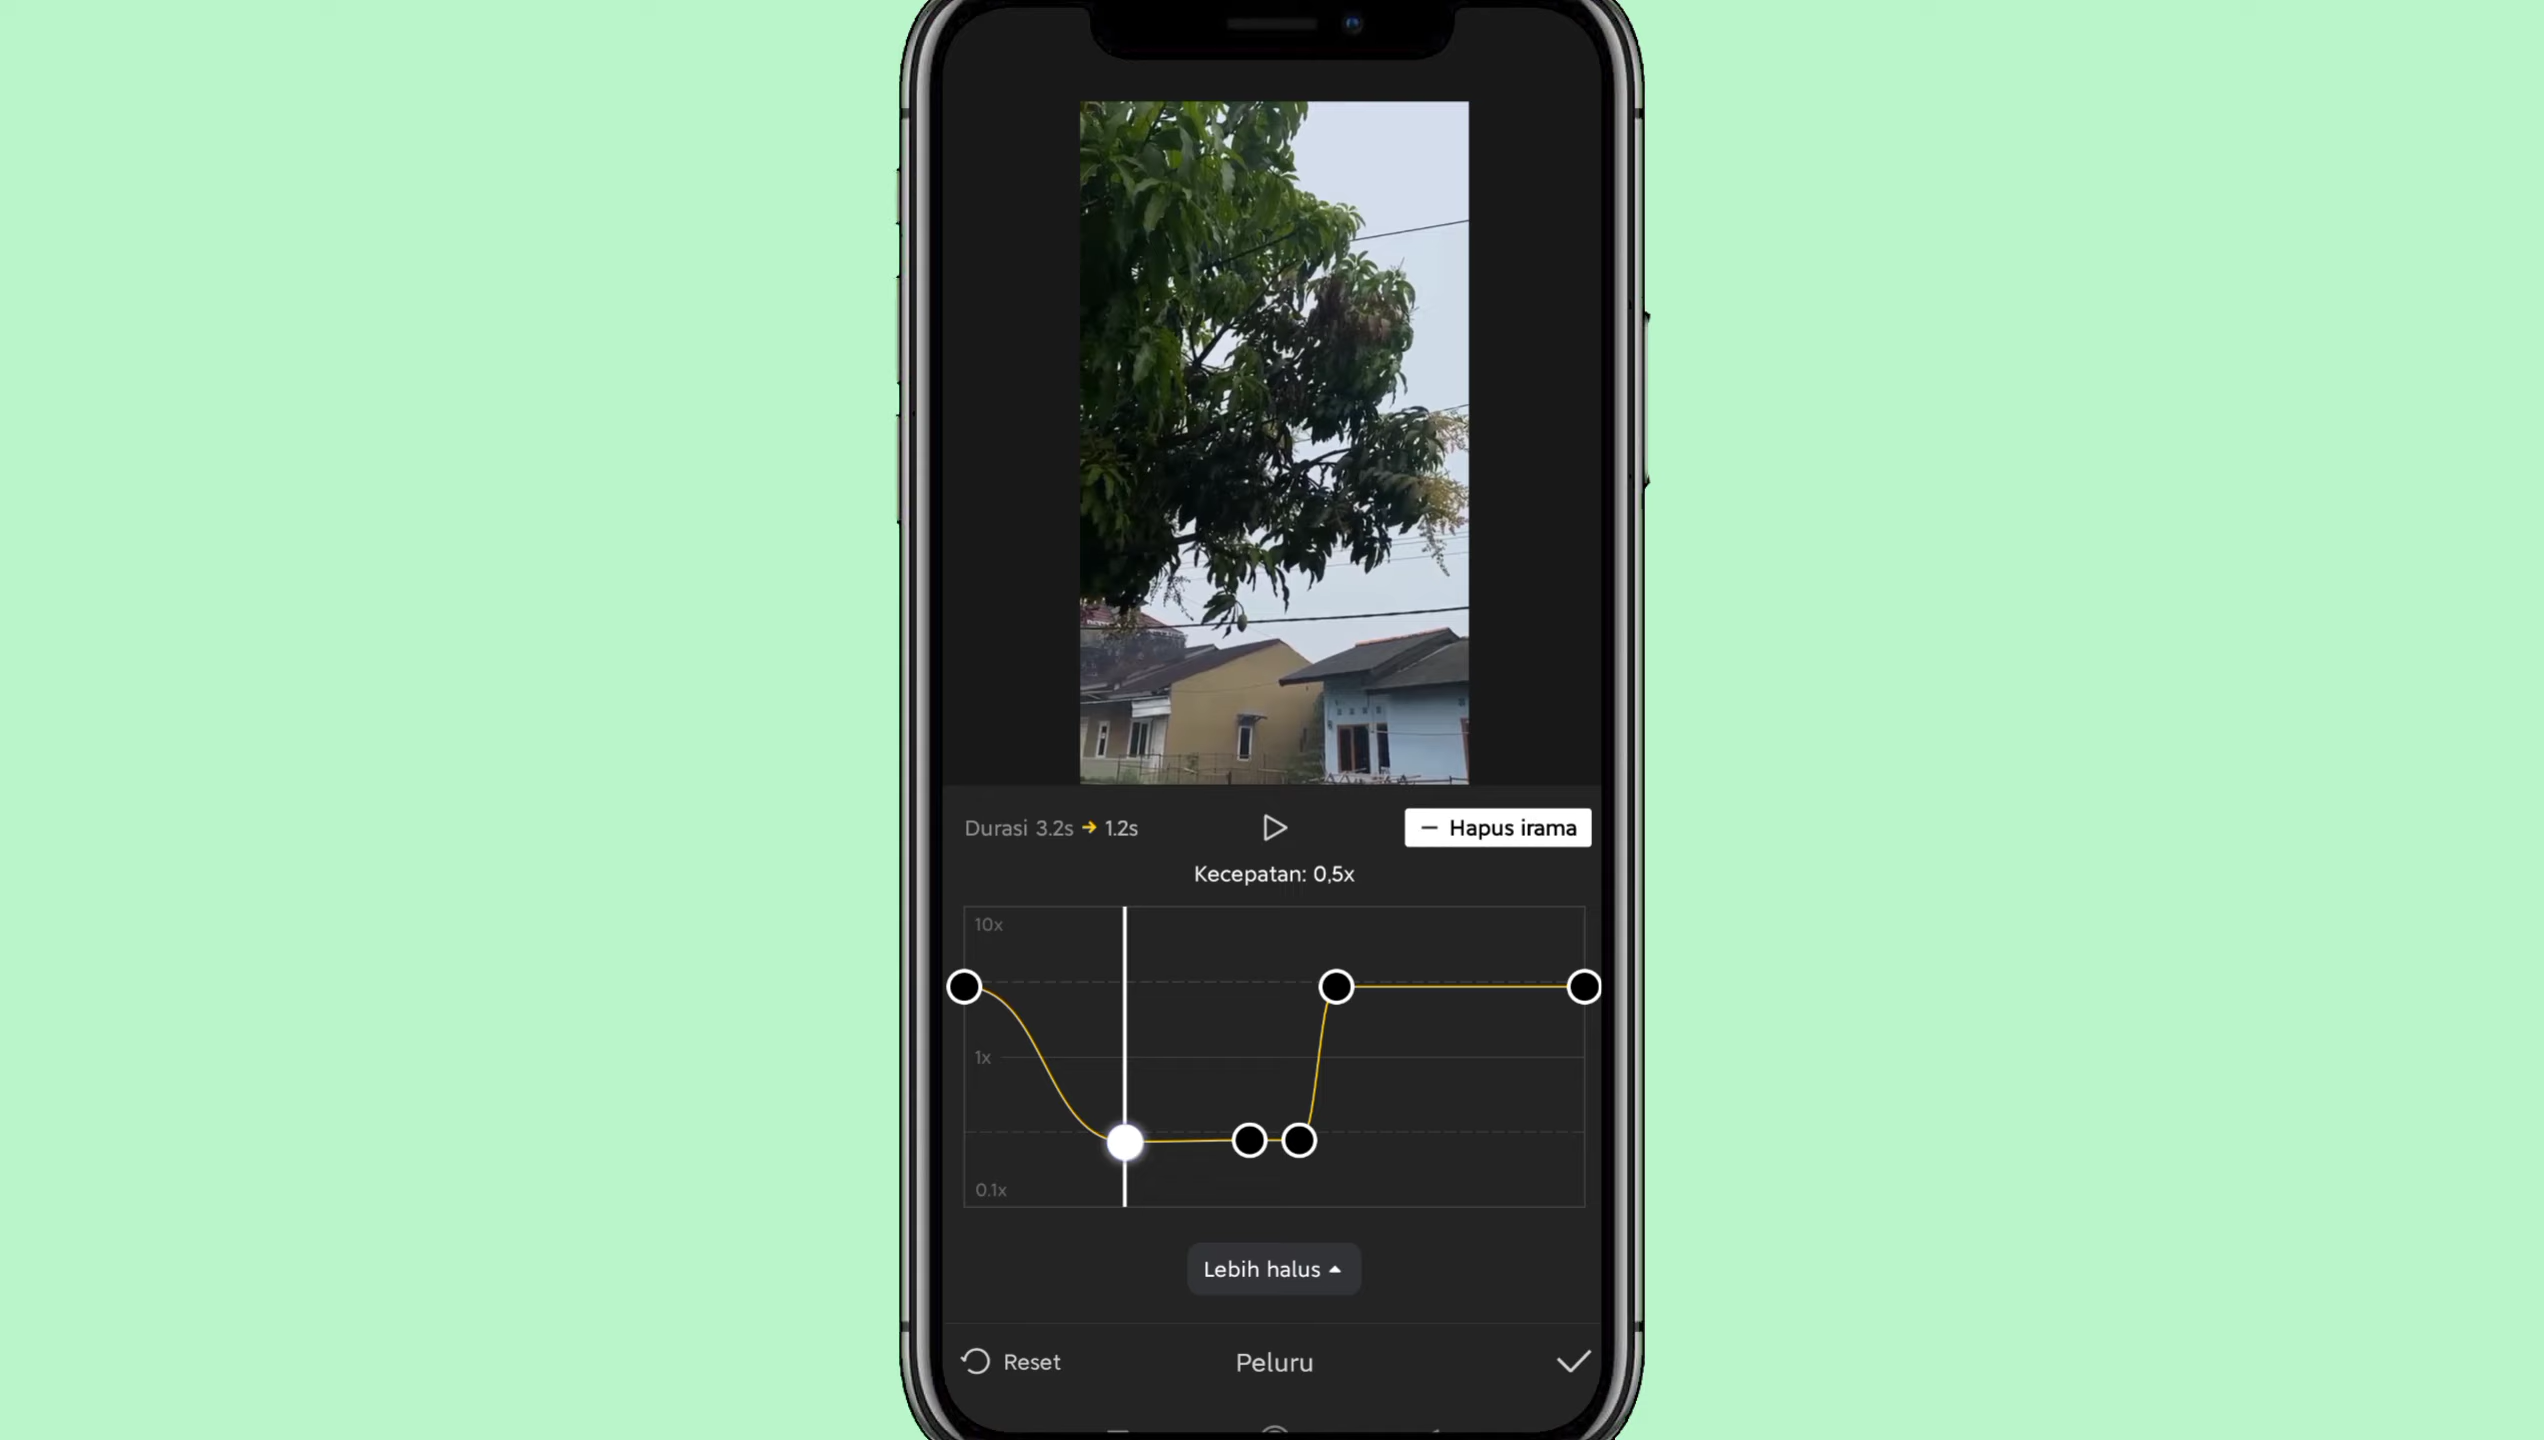 Durasi 3.2s → 1.2s
— Hapus irama
Kecepatan: 0,5x
10x
1x
0.1x
Lebih halus
Reset
Peluru